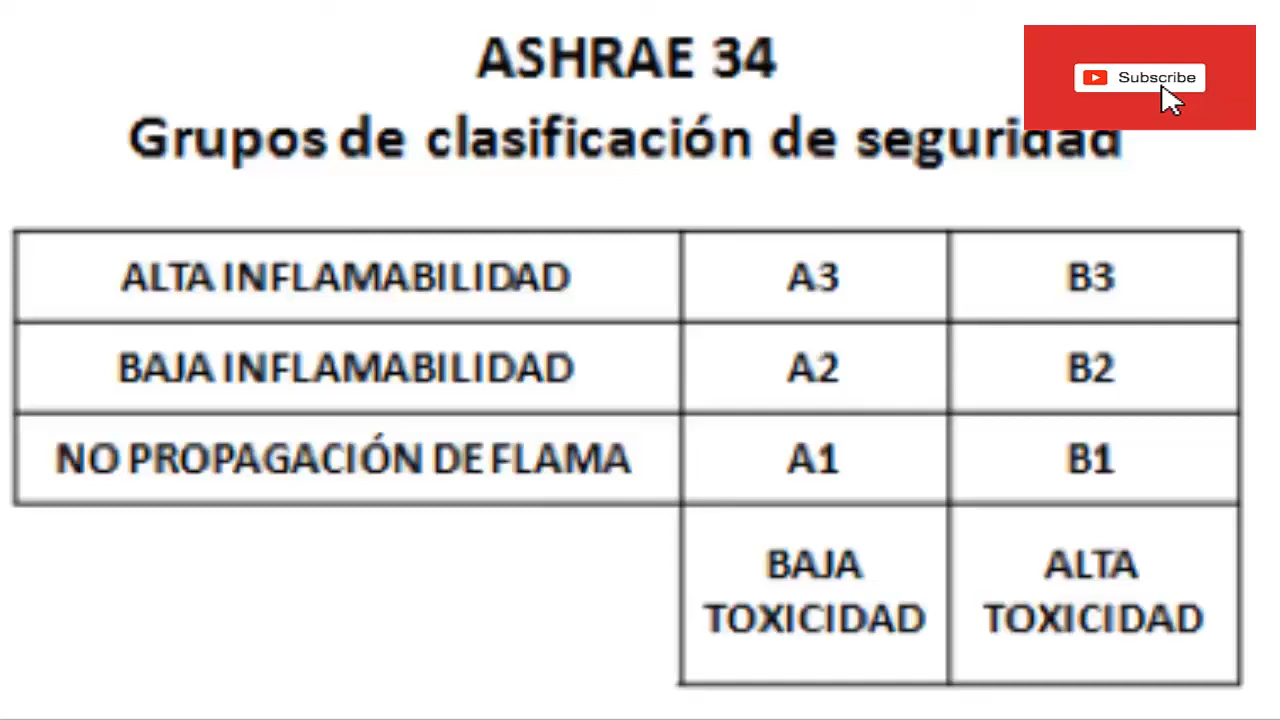 ASHRAE 34
Subscribe
Grupos de clasificación de seguridad
ALTA INFLAMABILIDAD A3 B3
BAJA INFLAMABILIDAD A2 B2
NO PROPAGACIÓN DE FLAMA A1 B1
BAJA ALTA
TOXICIDAD TOXICIDAD